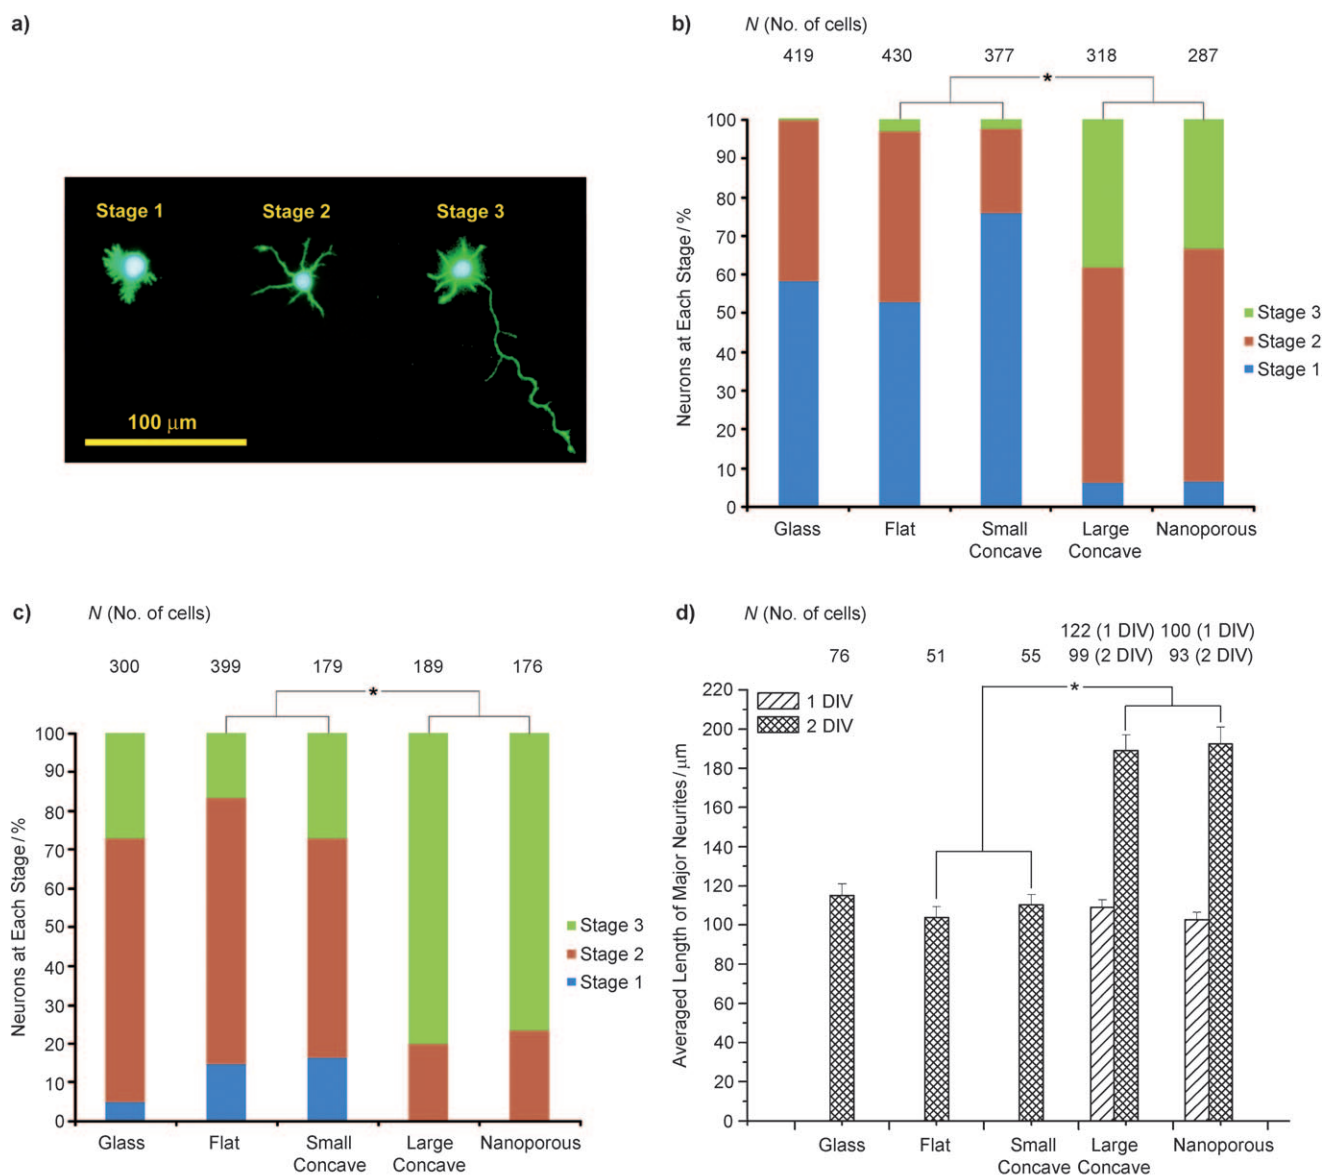 a)
Stage 1 Stage 2 Stage 3
100 μm
b) N (No. of cells)
419 430 377 318 287
*
Neurons at Each Stage / %
100
90
80
70
60
50
40
30
20
10
0
Glass Flat Small Large Nanoporous
Concave Concave
Stage 3
Stage 2
Stage 1
c) N (No. of cells)
300 399 179 189 176
*
Neurons at Each Stage / %
100
90
80
70
60
50
40
30
20
10
0
Glass Flat Small Large Nanoporous
Concave Concave
Stage 3
Stage 2
Stage 1
d) N (No. of cells)
122 (1 DIV) 100 (1 DIV)
76 51 55 99 (2 DIV) 93 (2 DIV)
*
1 DIV
2 DIV
Averaged Length of Major Neurites / μm
220
200
180
160
140
120
100
80
60
40
20
0
Glass Flat Small Large Nanoporous
Concave Concave